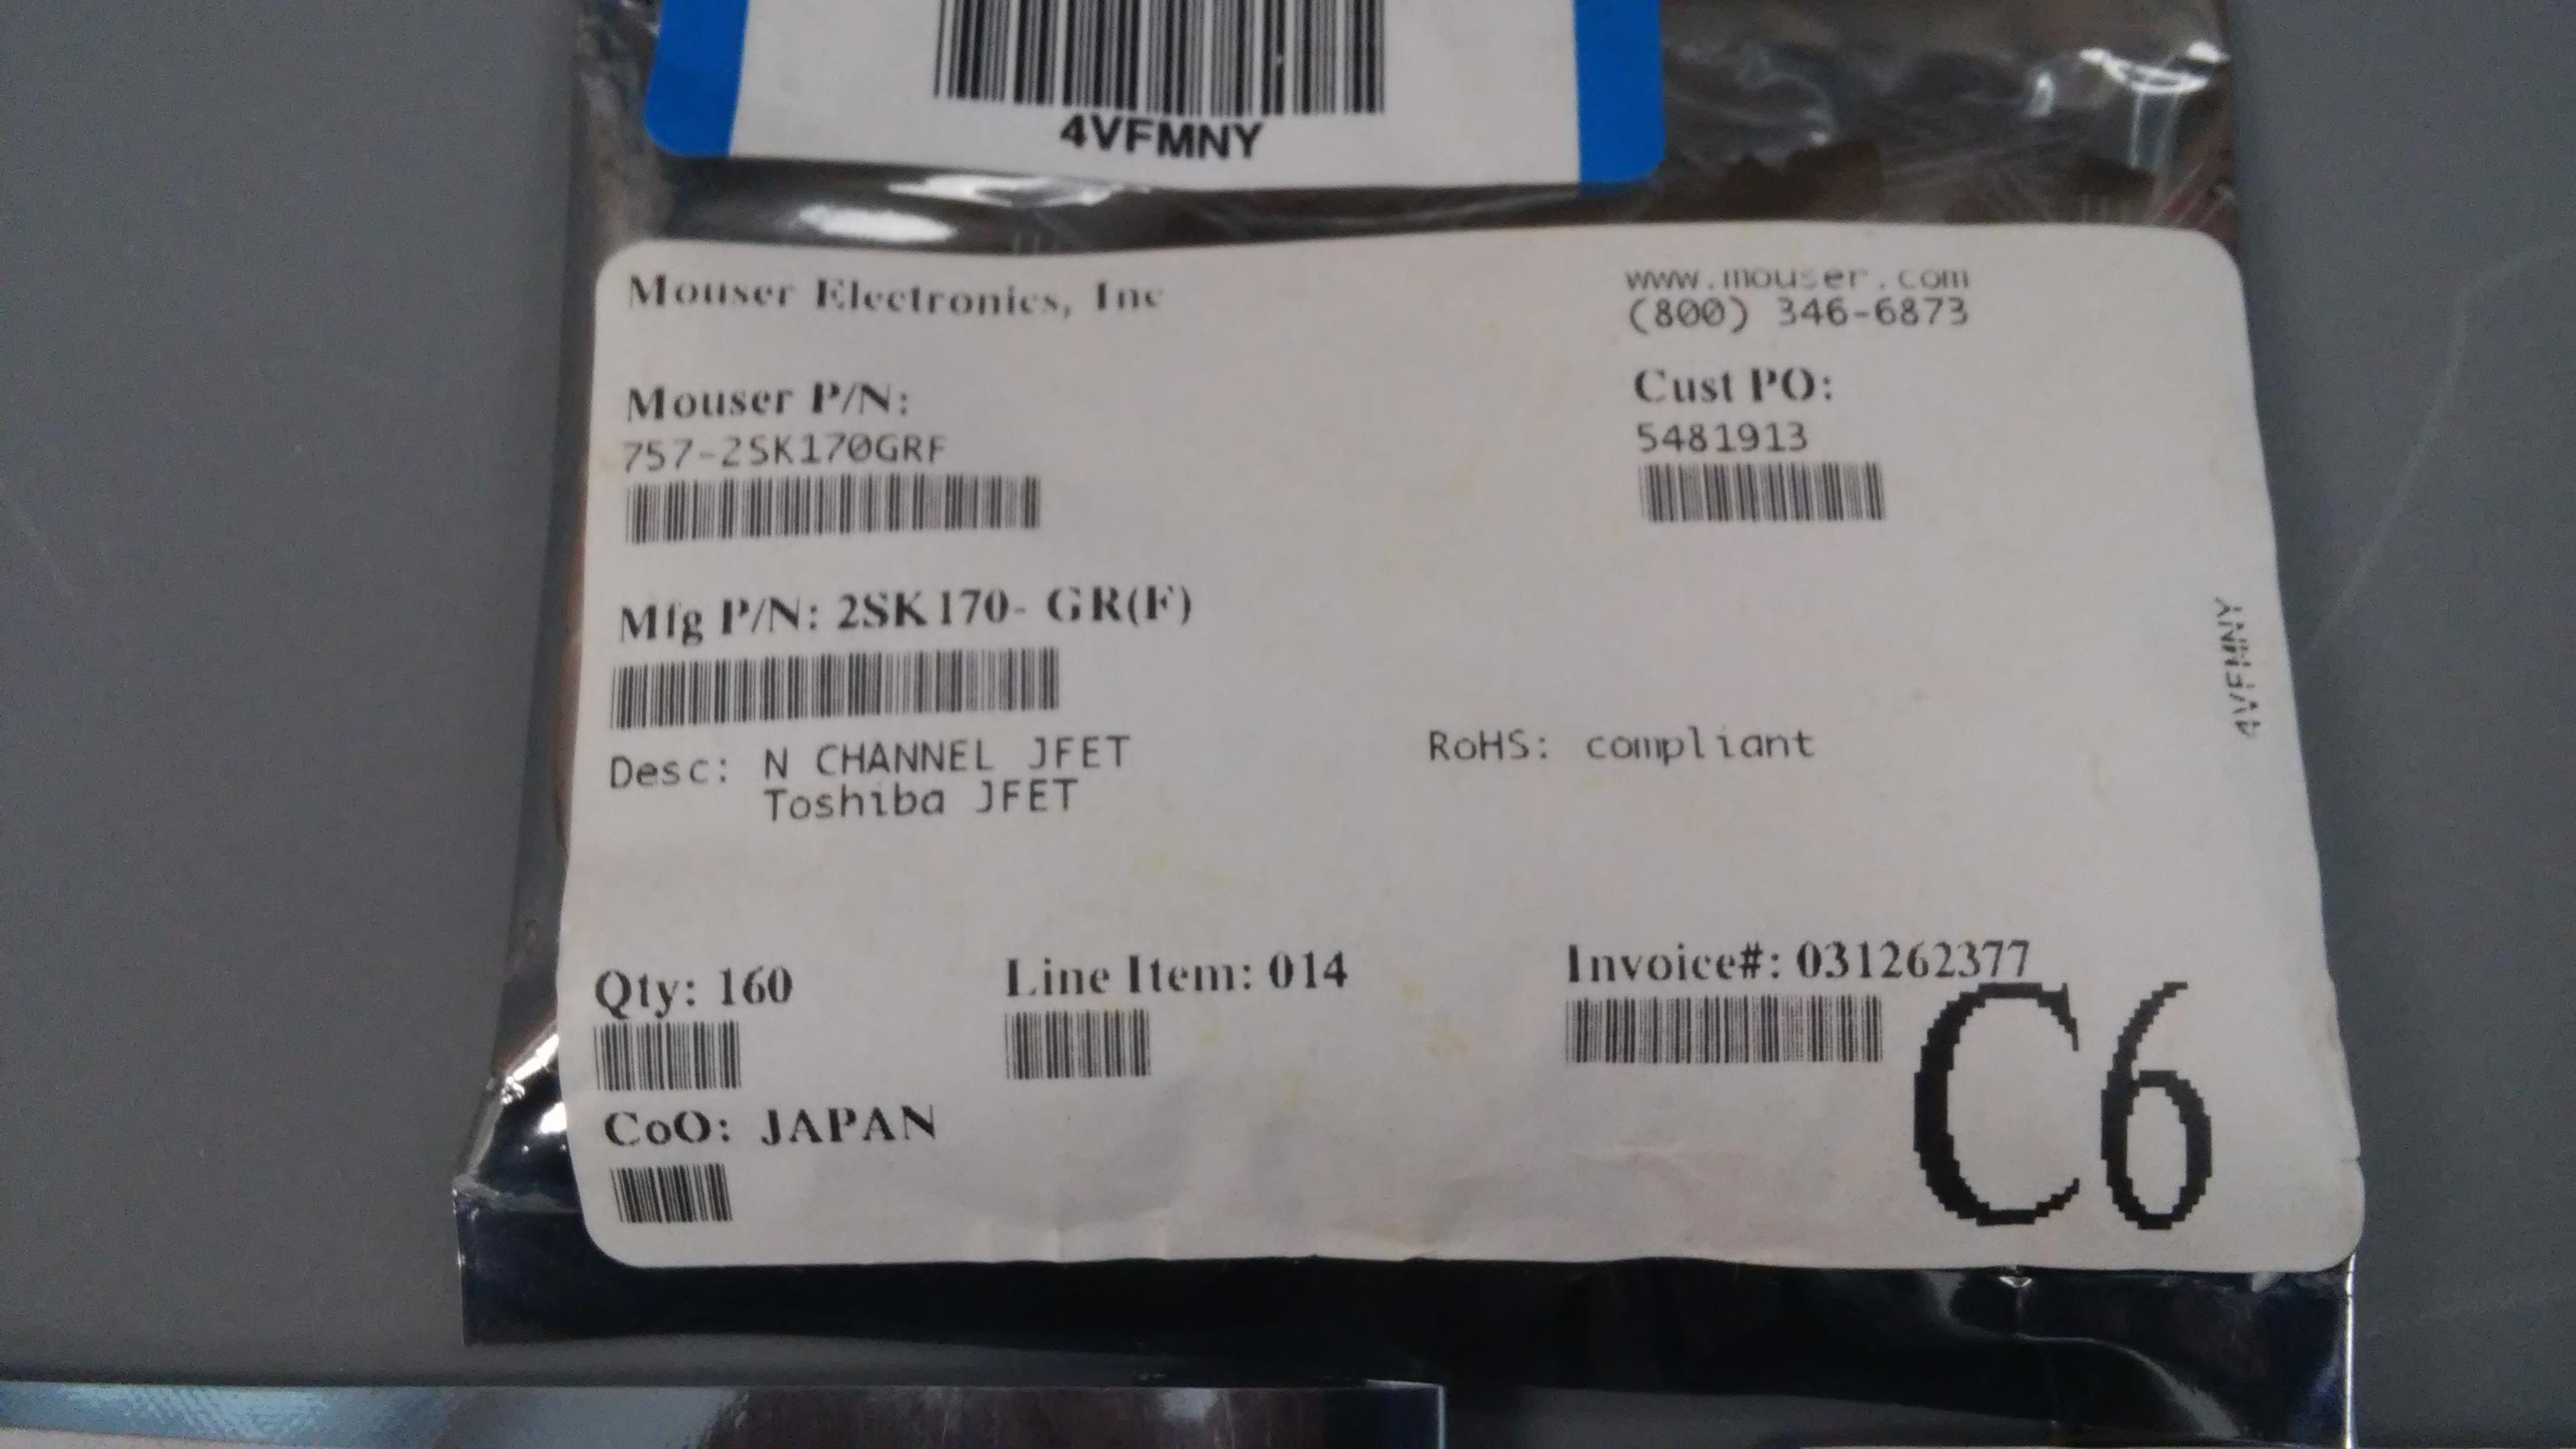 4VFMNY
Mouser Electronics, Inc
www.mouser.com
(800) 346-6873
Mouser P/N:
757-2SK170GRF
Cust PO:
5481913
Mfg P/N: 2SK170- GR(F)
4VFMNY
Desc: N CHANNEL JFET
Toshiba JFET
RoHS: compliant
Qty: 160
Line Item: 014
Invoice#: 031262377
C6
CoO: JAPAN